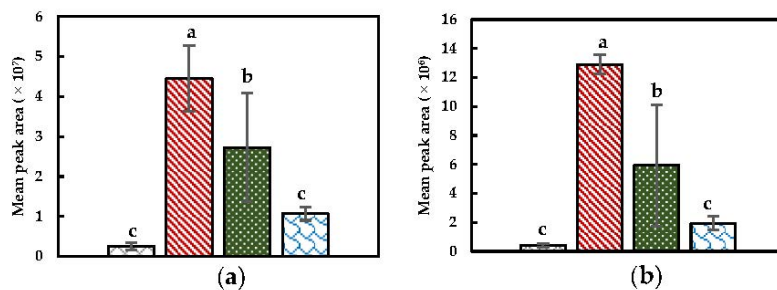 Mean peak area ( × 10⁷)
6
5
4
3
2
1
0
c
a
b
c
(a)
Mean peak area ( × 10⁶)
16
14
12
10
8
6
4
2
0
c
a
b
c
(b)